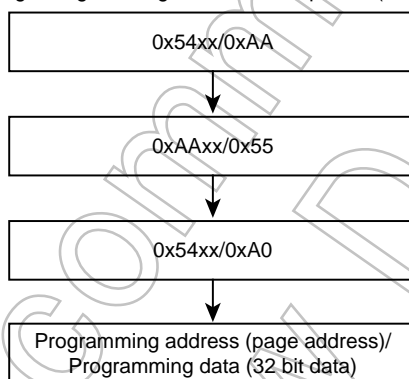 0x54xx/0xAA
0xAAxx/0x55
0x54xx/0xA0
Programming address (page address)/
Programming data (32 bit data)